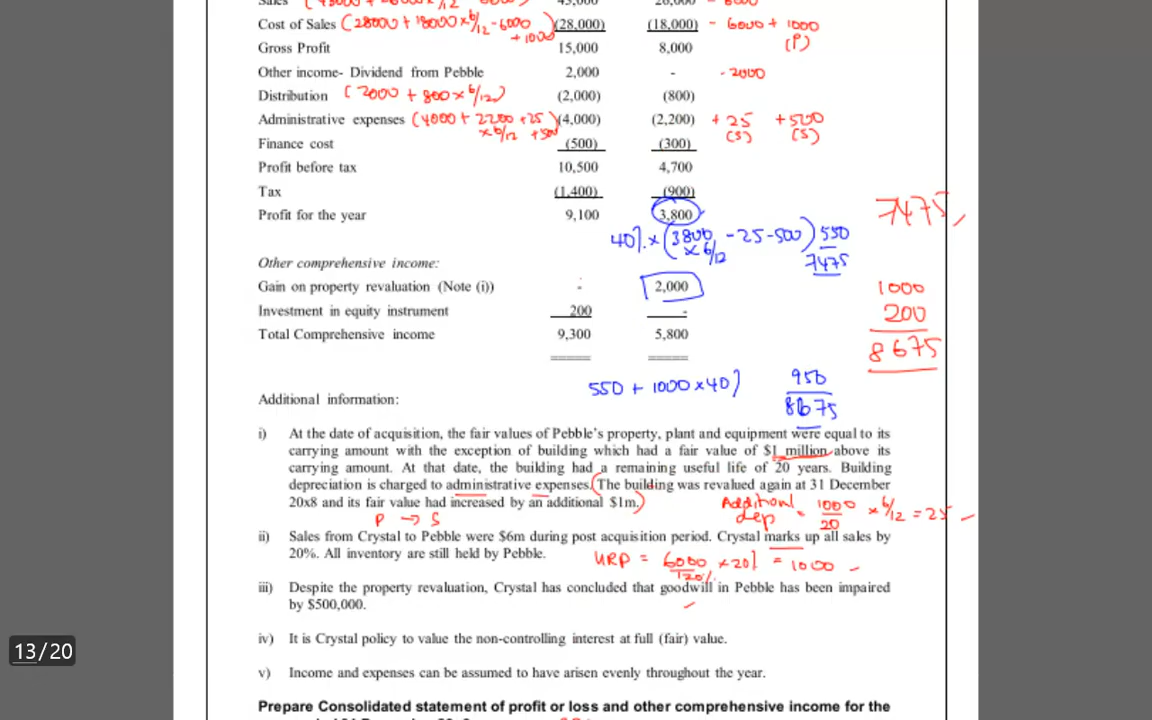 Sales (45000 + 26000 x 6/12 - 6000) 45,000 26,000 - 6000
Cost of Sales (28000 + 18000 x 6/12 - 6000 + 1000) (28,000) (18,000) - 6000 + 1000 (P)
Gross Profit 15,000 8,000
Other income- Dividend from Pebble 2,000 - - 2000
Distribution (2000 + 800 x 6/12) (2,000) (800)
Administrative expenses (4000 + 2200 x 6/12 + 25 + 500) (4,000) (2,200) + 25 (S) + 500 (S)
Finance cost (500) (300)
Profit before tax 10,500 4,700
Tax (1,400) (900)
Profit for the year 9,100 3,800
7475,
40% x (3800 x 6/12 - 25 - 500) 550
7475
Other comprehensive income:
Gain on property revaluation (Note (i)) - 2,000
1000
Investment in equity instrument 200 -
200
Total Comprehensive income 9,300 5,800
8675
550 + 1000 x 40% 950
8675
Additional information:
i) At the date of acquisition, the fair values of Pebble's property, plant and equipment were equal to its
carrying amount with the exception of building which had a fair value of $1 million above its
carrying amount. At that date, the building had a remaining useful life of 20 years. Building
depreciation is charged to administrative expenses. (The building was revalued again at 31 December
20x8 and its fair value had increased by an additional $1m.)
Additional dep = 1000/20 x 6/12 = 25
P → S
ii) Sales from Crystal to Pebble were $6m during post acquisition period. Crystal marks up all sales by
20%. All inventory are still held by Pebble.
URP = 6000/120% x 20% = 1000
iii) Despite the property revaluation, Crystal has concluded that goodwill in Pebble has been impaired
by $500,000.
13/20
iv) It is Crystal policy to value the non-controlling interest at full (fair) value.
v) Income and expenses can be assumed to have arisen evenly throughout the year.
Prepare Consolidated statement of profit or loss and other comprehensive income for the